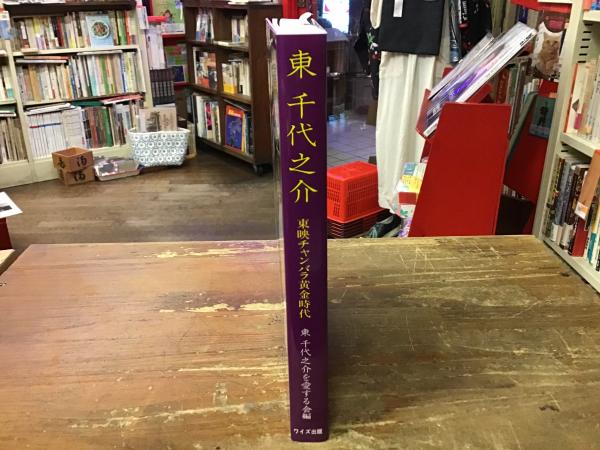 東 千代之介
東映チャンバラ黄金時代
東 千代之介を愛する会編
ワイズ出版